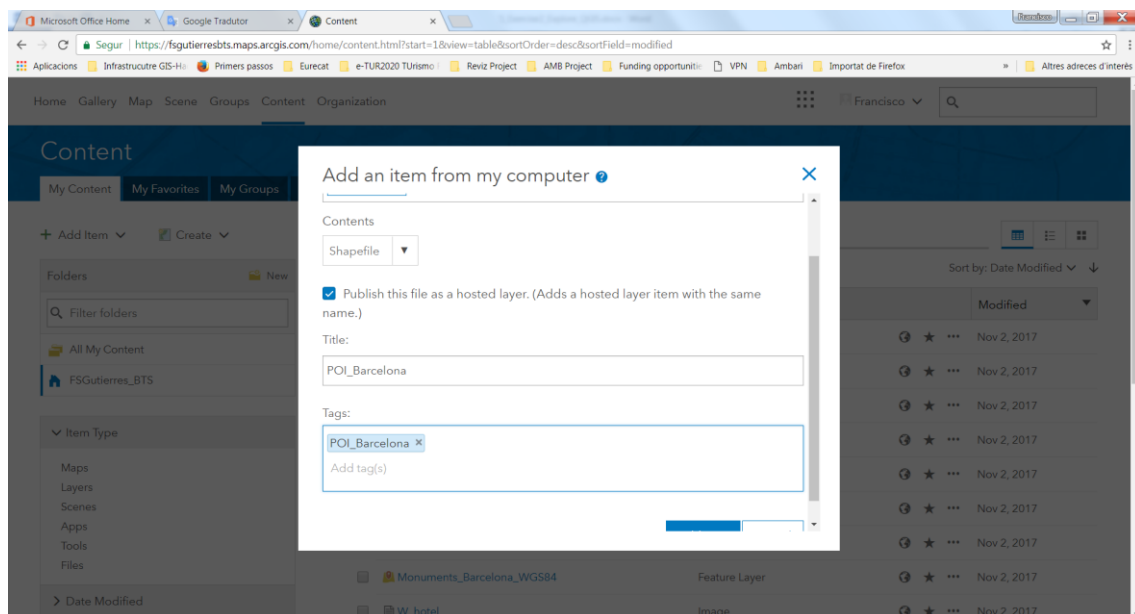 Microsoft Office Home
Google Tradutor
Content
Francisco
Segur https://fsgutierresbts.maps.arcgis.com/home/content.html?start=1&view=table&sortOrder=desc&sortField=modified
Aplicacions Infrastrucutre GIS-Ha Primers passos Eurecat e-TUR2020 TUrismo Reviz Project AMB Project Funding opportunitie VPN Ambari Importat de Firefox » Altres adreces d'interès
Home Gallery Map Scene Groups Content Organization Francisco
Content
My Content My Favorites My Groups
Add an item from my computer
Contents
Shapefile
Publish this file as a hosted layer. (Adds a hosted layer item with the same
name.)
Title:
POI_Barcelona
Tags:
POI_Barcelona ×
Add tag(s)
+ Add Item Create
Folders New
Filter folders
All My Content
FSGutierres_BTS
Item Type
Maps
Layers
Scenes
Apps
Tools
Files
Date Modified
Sort by: Date Modified
Modified
Nov 2, 2017
Nov 2, 2017
Nov 2, 2017
Nov 2, 2017
Nov 2, 2017
Nov 2, 2017
Nov 2, 2017
Monuments_Barcelona_WGS84 Feature Layer Nov 2, 2017
W_hotel Image Nov 2, 2017